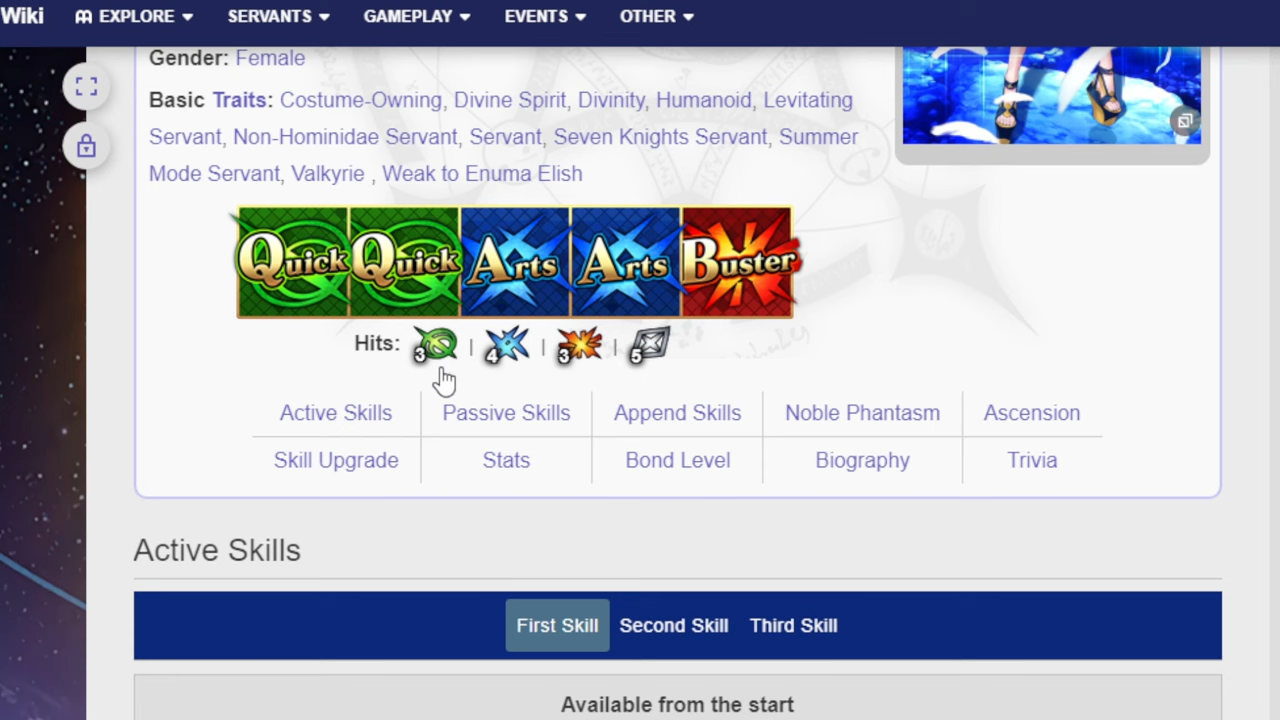 Wiki EXPLORE SERVANTS GAMEPLAY EVENTS OTHER
Gender: Female
Basic Traits: Costume-Owning, Divine Spirit, Divinity, Humanoid, Levitating
Servant, Non-Hominidae Servant, Servant, Seven Knights Servant, Summer
Mode Servant, Valkyrie , Weak to Enuma Elish
Quick Quick Arts Arts Buster
Hits: 3 | 4 | 3 | 5
Active Skills Passive Skills Append Skills Noble Phantasm Ascension
Skill Upgrade Stats Bond Level Biography Trivia
Active Skills
First Skill Second Skill Third Skill
Available from the start